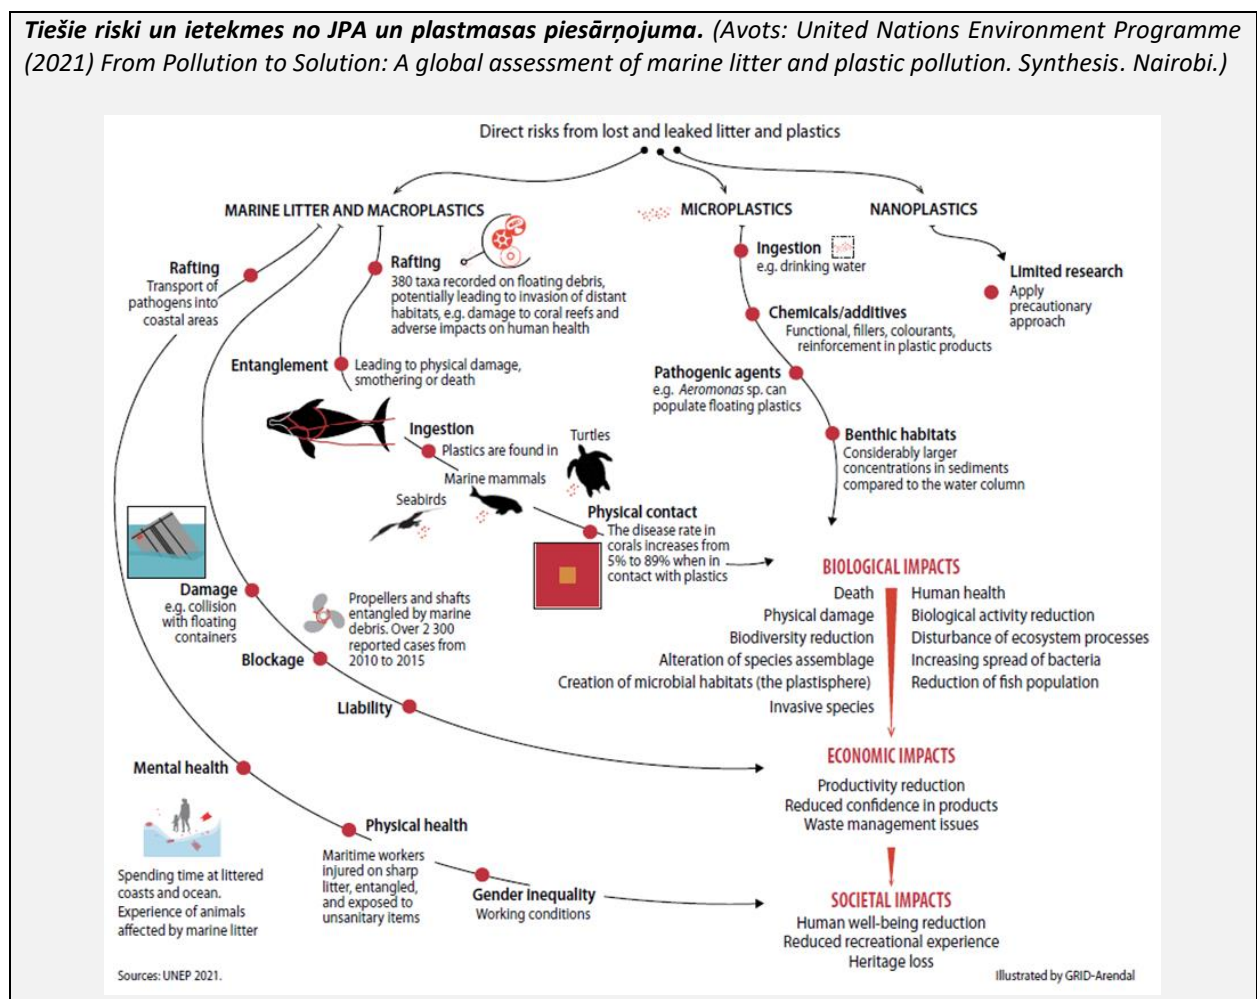 Tiešie riski un ietekmes no JPA un plastmasas piesārņojuma. (Avots: United Nations Environment Programme
(2021) From Pollution to Solution: A global assessment of marine litter and plastic pollution. Synthesis. Nairobi.)
Direct risks from lost and leaked litter and plastics
MARINE LITTER AND MACROPLASTICS
MICROPLASTICS
NANOPLASTICS
Rafting
Transport of
pathogens into
coastal areas
Rafting
380 taxa recorded on floating debris,
potentially leading to invasion of distant
habitats, e.g. damage to coral reefs and
adverse impacts on human health
Ingestion
e.g. drinking water
Limited research
Apply
precautionary
approach
Chemicals/additives
Functional, fillers, colourants,
reinforcement in plastic products
Entanglement
Leading to physical damage,
smothering or death
Pathogenic agents
e.g. Aeromonas sp. can
populate floating plastics
Ingestion
Plastics are found in
Turtles
Marine mammals
Seabirds
Benthic habitats
Considerably larger
concentrations in sediments
compared to the water column
Physical contact
The disease rate in
corals increases from
5% to 89% when in
contact with plastics
Damage
e.g. collision
with floating
containers
Propellers and shafts
entangled by marine
debris. Over 2 300
reported cases from
2010 to 2015
Blockage
Liability
BIOLOGICAL IMPACTS
Death
Physical damage
Biodiversity reduction
Alteration of species assemblage
Creation of microbial habitats (the plastisphere)
Invasive species
Human health
Biological activity reduction
Disturbance of ecosystem processes
Increasing spread of bacteria
Reduction of fish population
ECONOMIC IMPACTS
Productivity reduction
Reduced confidence in products
Waste management issues
Mental health
Spending time at littered
coasts and ocean.
Experience of animals
affected by marine litter
Physical health
Maritime workers
injured on sharp
litter, entangled,
and exposed to
unsanitary items
Gender inequality
Working conditions
SOCIETAL IMPACTS
Human well-being reduction
Reduced recreational experience
Heritage loss
Sources: UNEP 2021.
Illustrated by GRID-Arendal